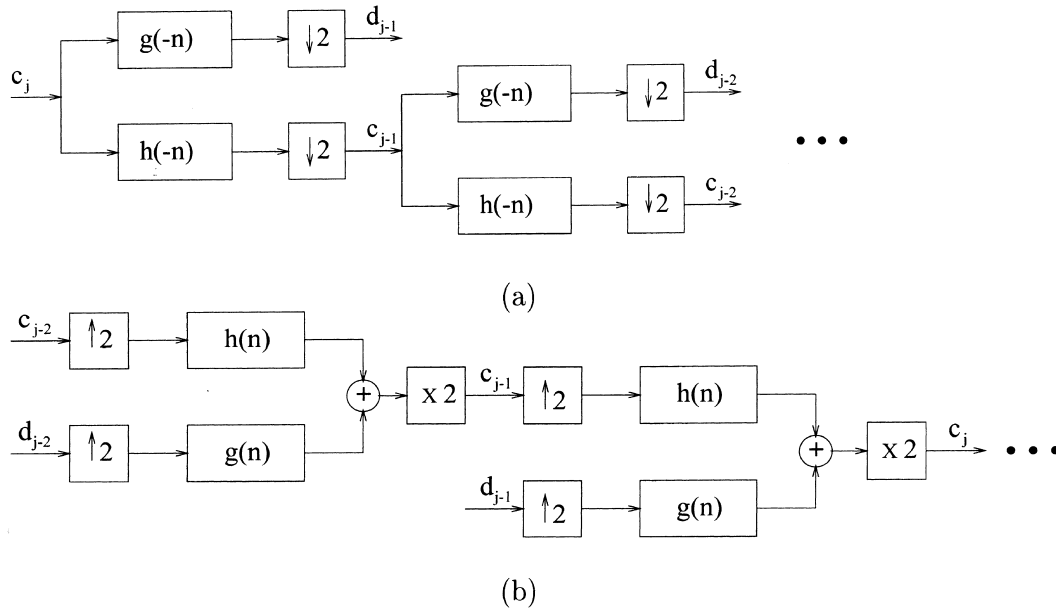 g(-n)
↓2
d_{j-1}
c_j
h(-n)
↓2
c_{j-1}
g(-n)
↓2
d_{j-2}
h(-n)
↓2
c_{j-2}
• • •
(a)
c_{j-2}
↑2
h(n)
d_{j-2}
↑2
g(n)
+
x 2
c_{j-1}
↑2
h(n)
d_{j-1}
↑2
g(n)
+
x 2
c_j
• • •
(b)